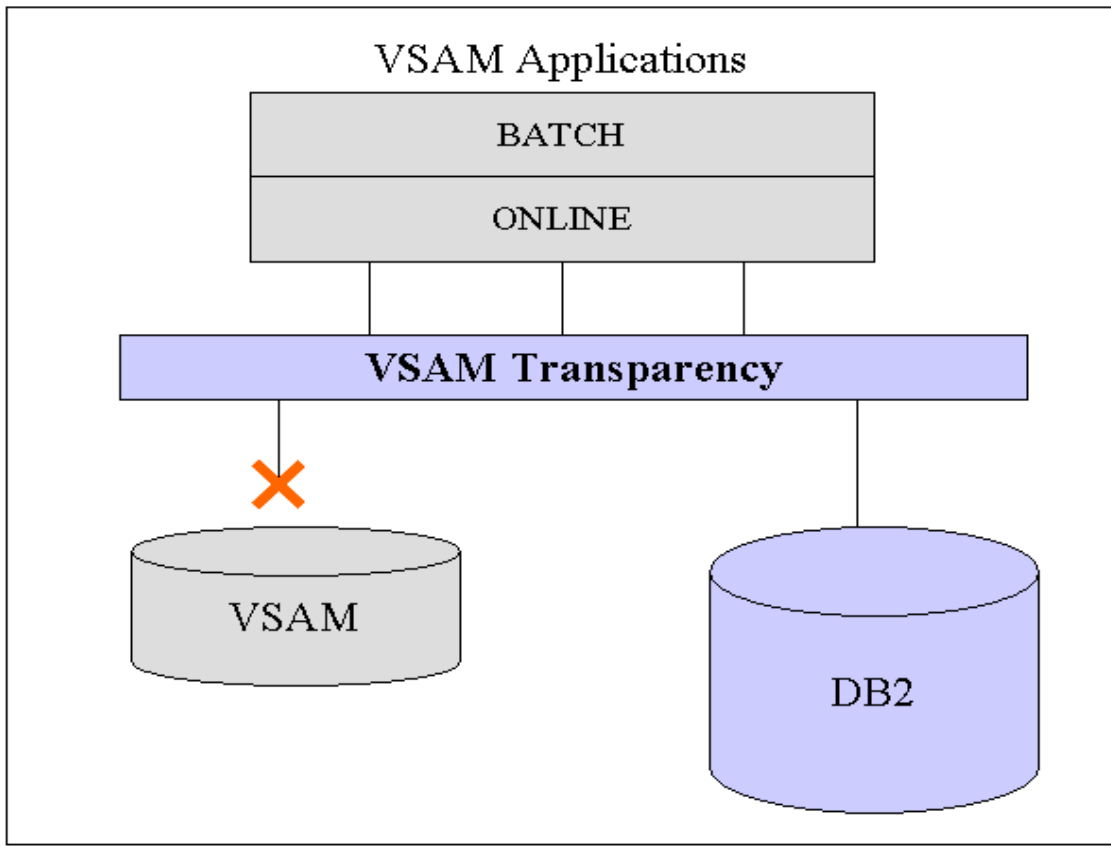 VSAM Applications
BATCH
ONLINE
VSAM Transparency
VSAM
DB2